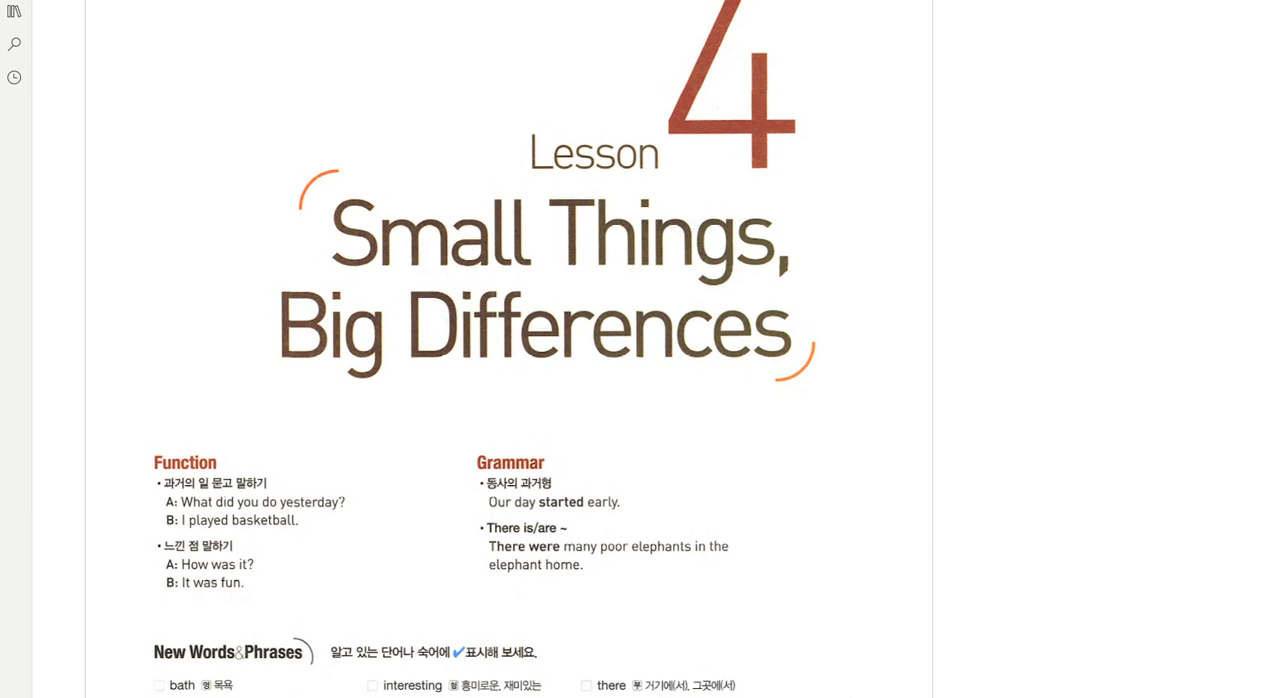 4
Lesson
Small Things,
Big Differences
Function
• 과거의 일 묻고 말하기
A: What did you do yesterday?
B: I played basketball.
• 느낀 점 말하기
A: How was it?
B: It was fun.
Grammar
• 동사의 과거형
Our day started early.
• There is/are ~
There were many poor elephants in the
elephant home.
New Words&Phrases 알고 있는 단어나 숙어에 ✔표시해 보세요.
bath 명 목욕
interesting 형 흥미로운, 재미있는
there 부 거기에(서), 그곳에(서)